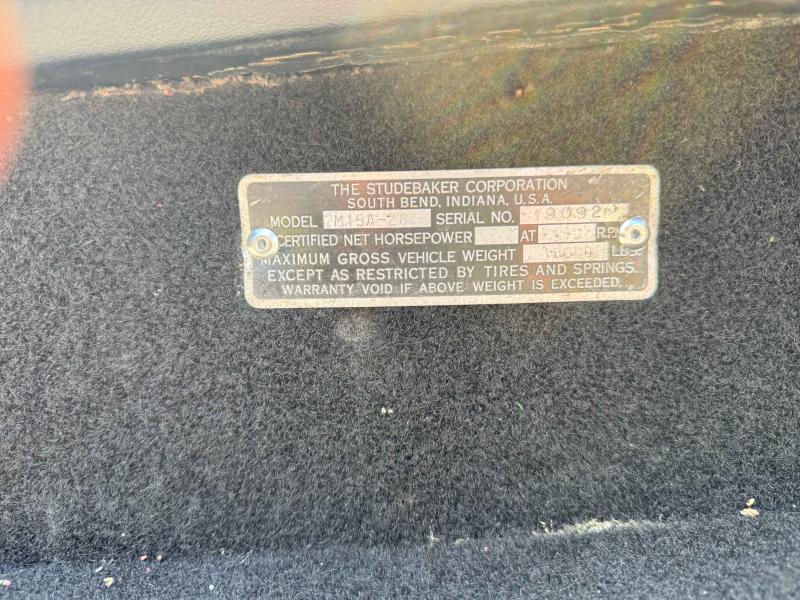 THE STUDEBAKER CORPORATION
SOUTH BEND, INDIANA, U.S.A.
MODEL M15A-28 SERIAL NO.
CERTIFIED NET HORSEPOWER AT R.P.M.
MAXIMUM GROSS VEHICLE WEIGHT LBS.
EXCEPT AS RESTRICTED BY TIRES AND SPRINGS.
WARRANTY VOID IF ABOVE WEIGHT IS EXCEEDED.